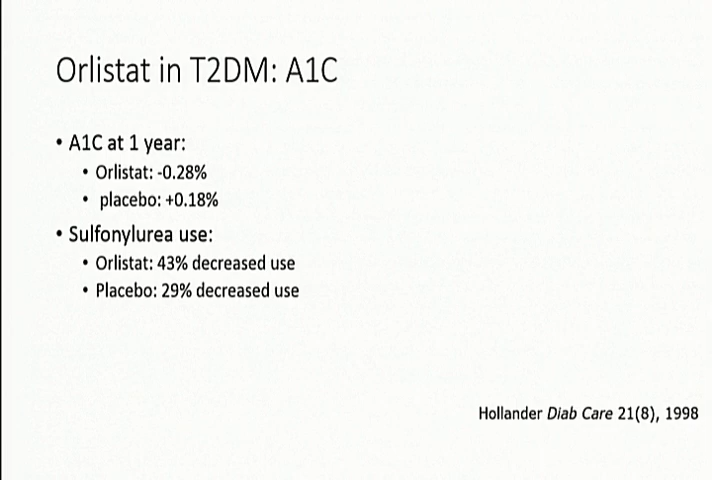 Orlistat in T2DM: A1C
• A1C at 1 year:
• Orlistat: -0.28%
• placebo: +0.18%
• Sulfonylurea use:
• Orlistat: 43% decreased use
• Placebo: 29% decreased use
Hollander Diab Care 21(8), 1998